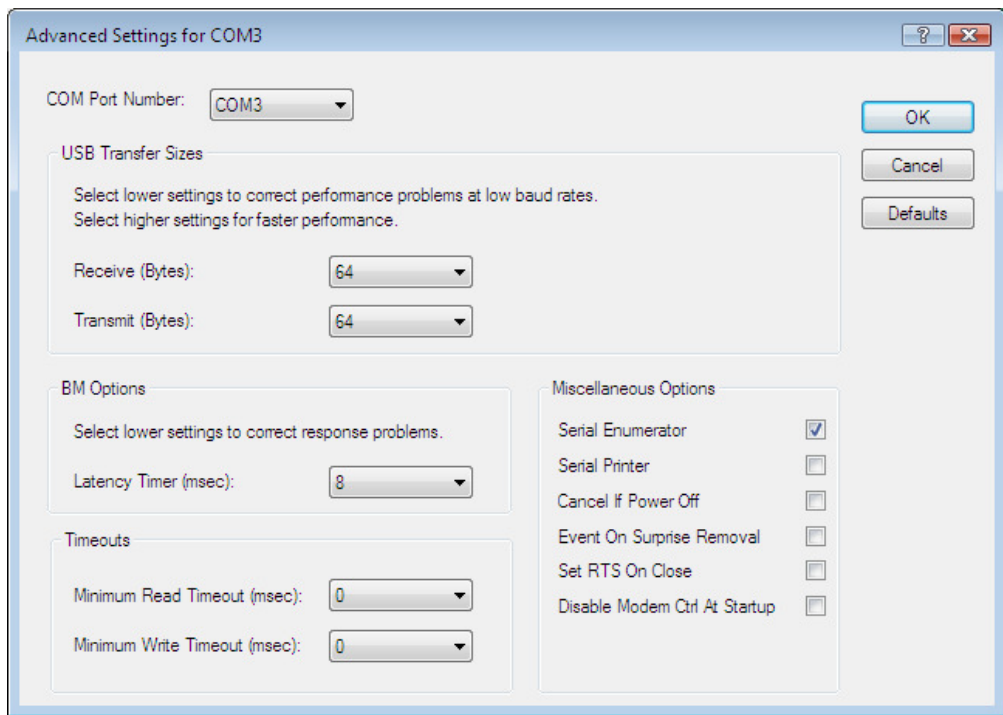 Advanced Settings for COM3
COM Port Number: COM3
OK
Cancel
Defaults
USB Transfer Sizes
Select lower settings to correct performance problems at low baud rates.
Select higher settings for faster performance.
Receive (Bytes): 64
Transmit (Bytes): 64
BM Options
Select lower settings to correct response problems.
Latency Timer (msec): 8
Timeouts
Minimum Read Timeout (msec): 0
Minimum Write Timeout (msec): 0
Miscellaneous Options
Serial Enumerator
Serial Printer
Cancel If Power Off
Event On Surprise Removal
Set RTS On Close
Disable Modem Ctrl At Startup